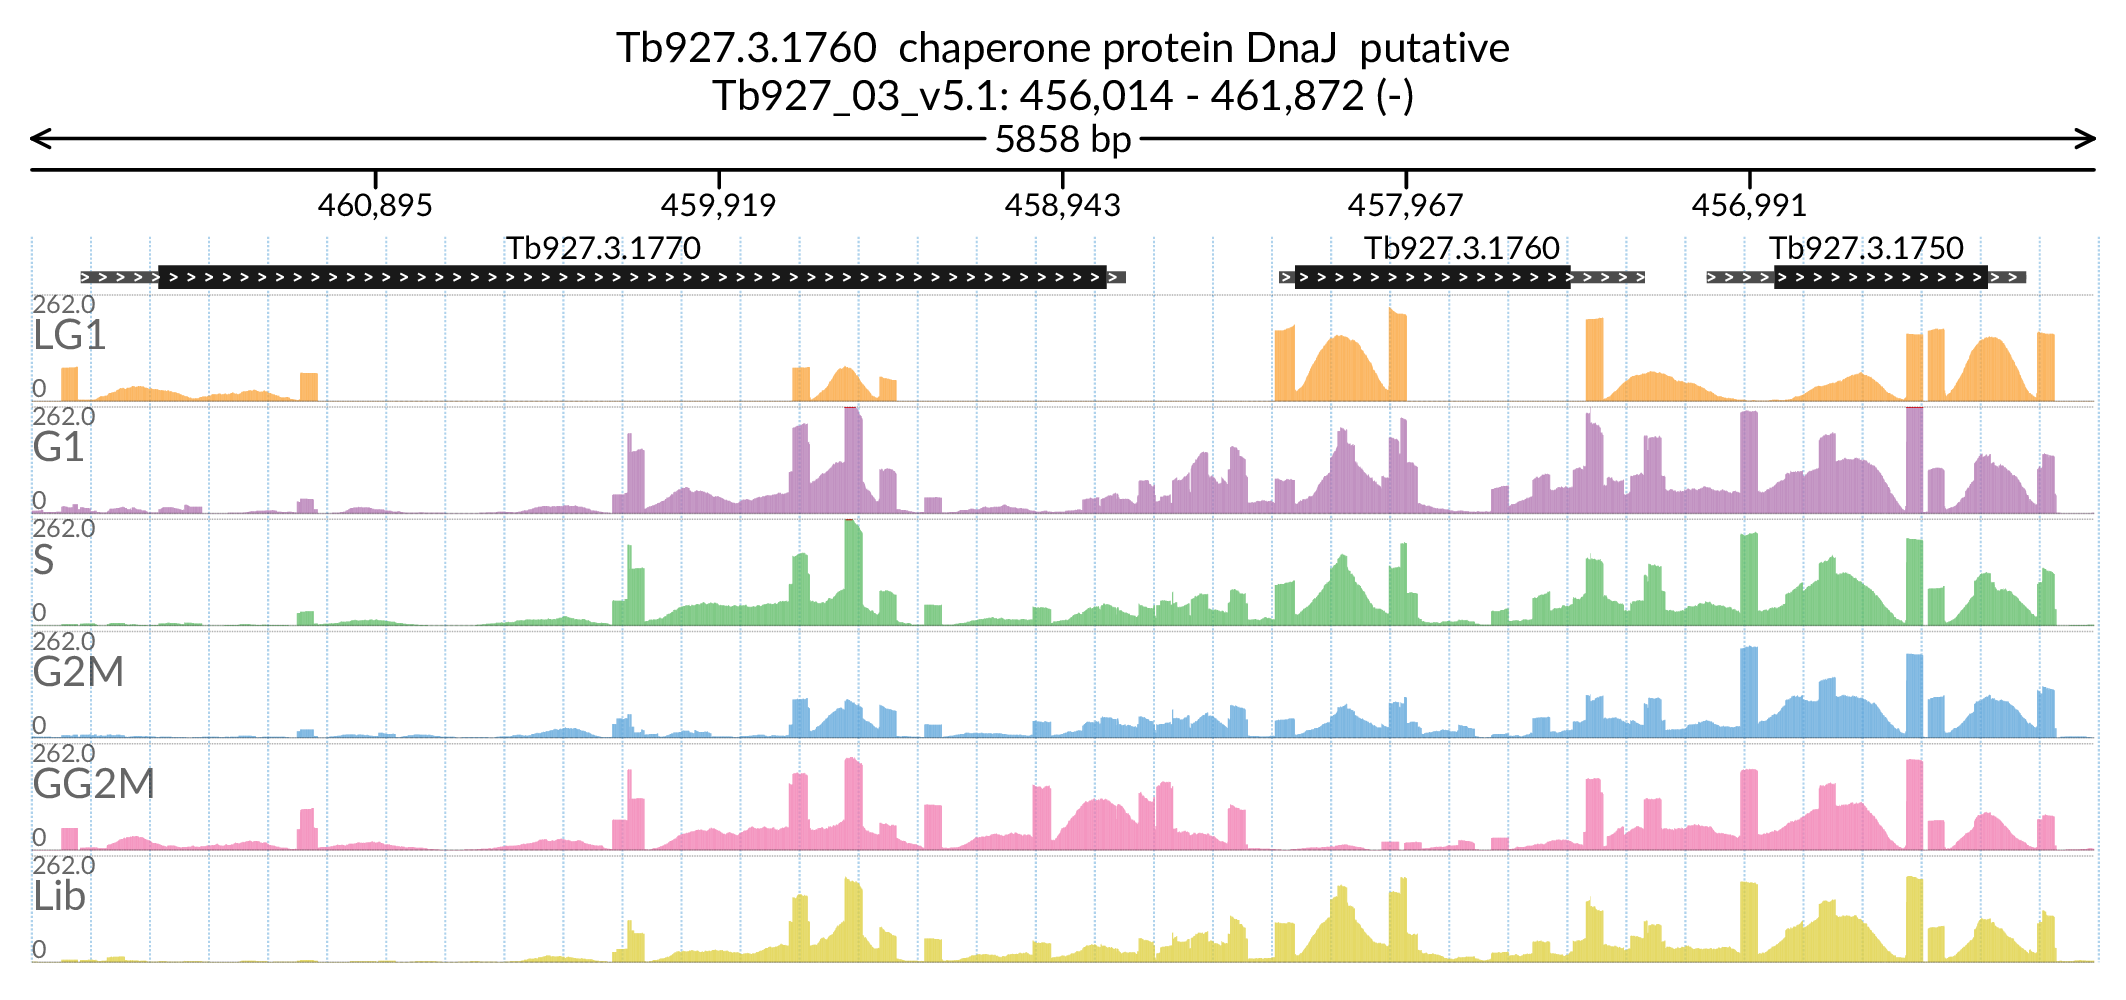 Tb927.3.1760  chaperone protein DnaJ  putative
Tb927_03_v5.1: 456,014 - 461,872 (-)
5858 bp
460,895 459,919 458,943 457,967 456,991
Tb927.3.1770 Tb927.3.1760 Tb927.3.1750
262.0
LG1
0
262.0
G1
0
262.0
S
0
262.0
G2M
0
262.0
GG2M
0
262.0
Lib
0